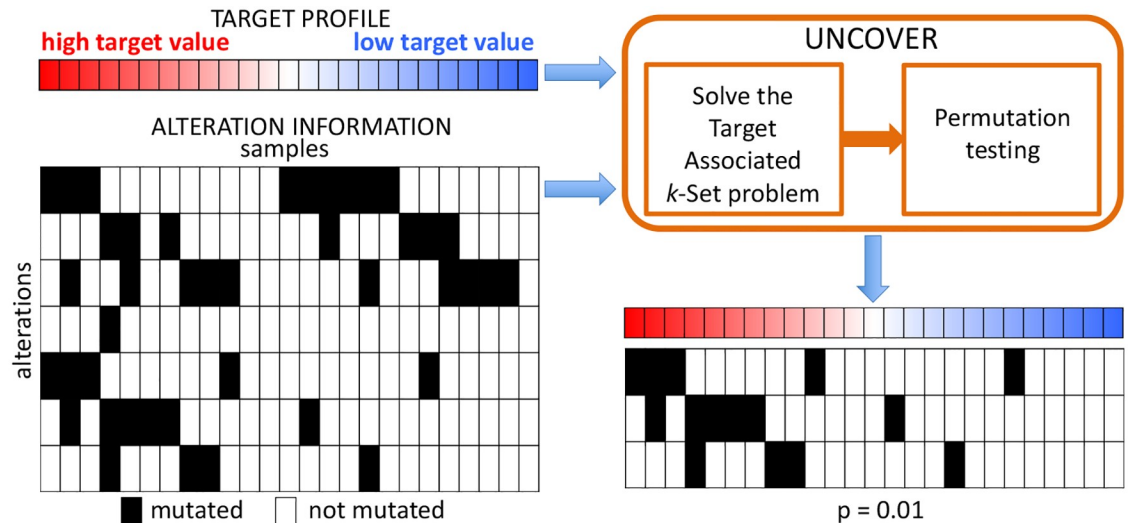 TARGET PROFILE
high target value
low target value
ALTERATION INFORMATION
samples
alterations
mutated
not mutated
UNCOVER
Solve the
Target
Associated
k-Set problem
Permutation
testing
p = 0.01